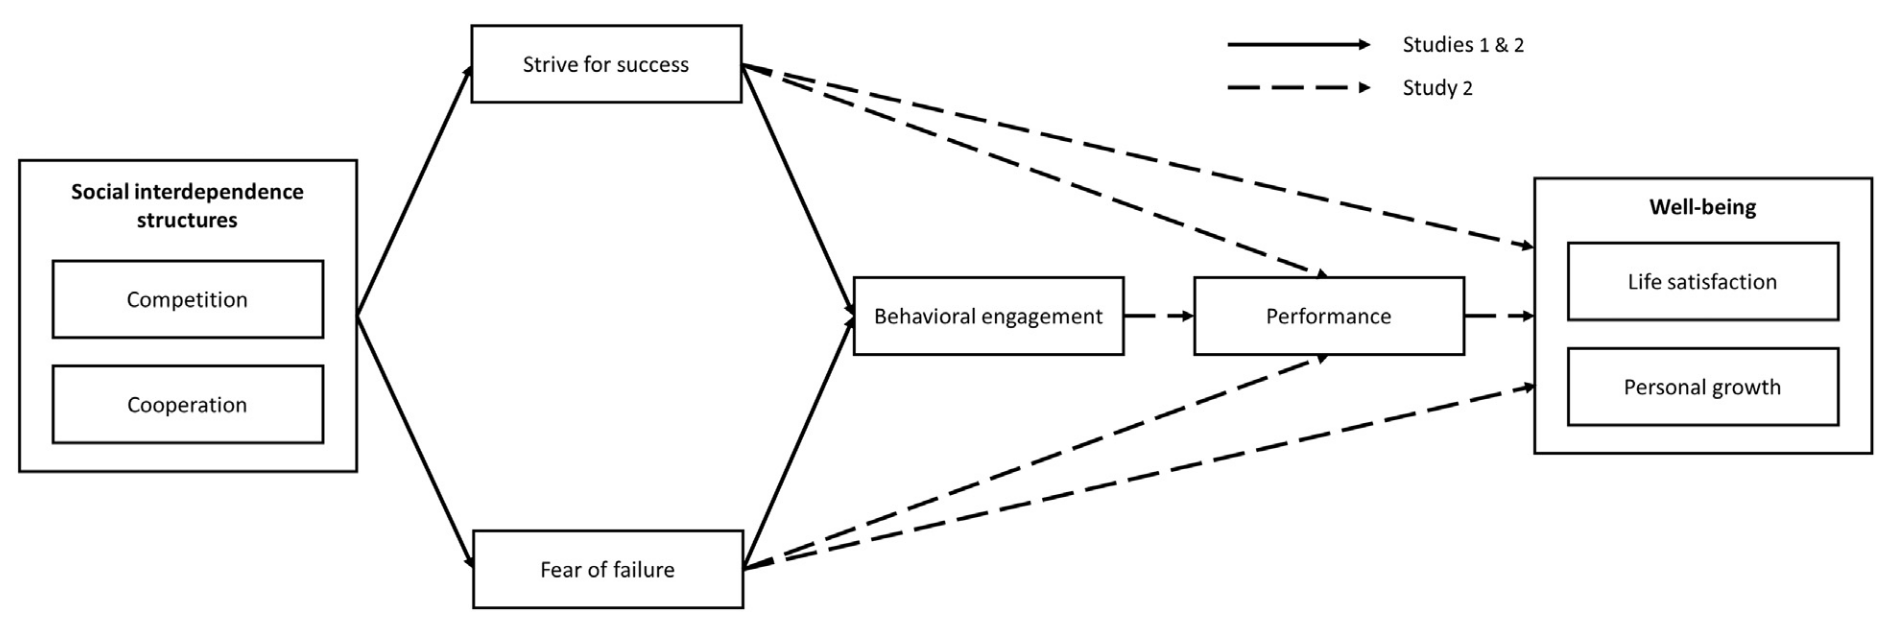 Strive for success
Studies 1 & 2
Study 2
Social interdependence
structures
Competition
Cooperation
Behavioral engagement
Performance
Well-being
Life satisfaction
Personal growth
Fear of failure